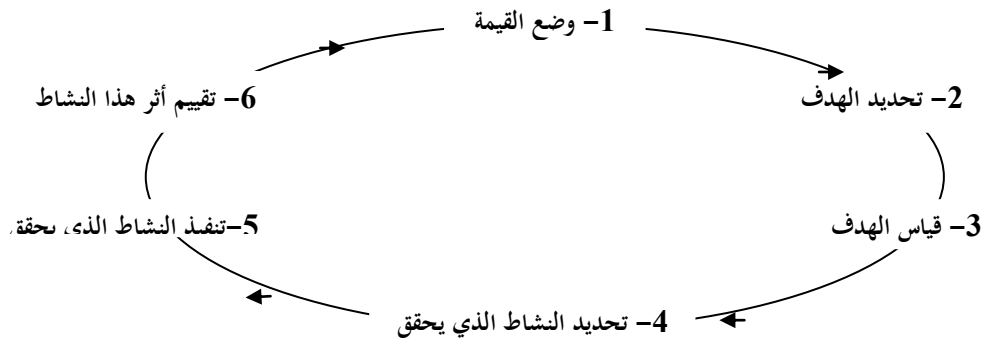 1- وضع القيمة
2- تحديد الهدف
3- قياس الهدف
4- تحديد النشاط الذي يحقق
5-تنفيذ النشاط الذي يحقق
6- تقييم أثر هذا النشاط